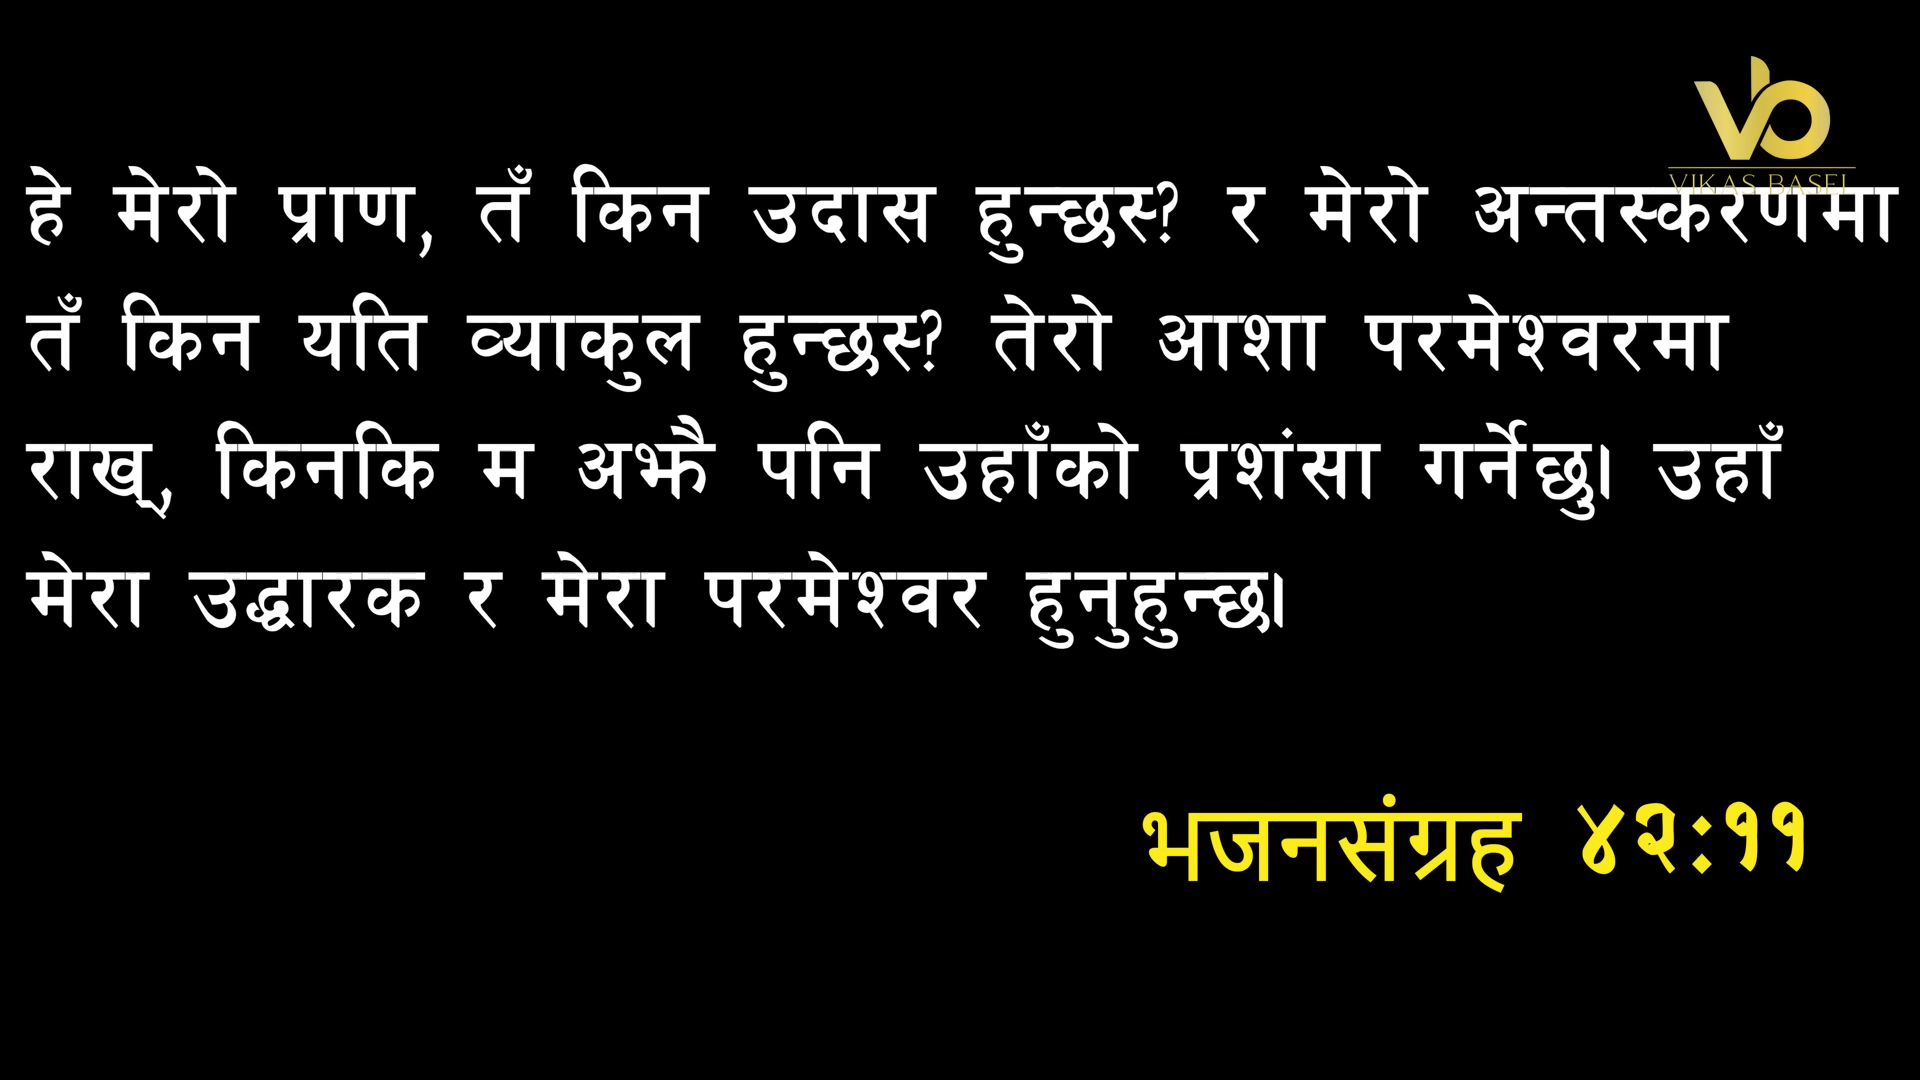 VIKAS BASEL
हे मेरो प्राण, तँ किन उदास हुन्छस्? र मेरो अन्तस्करणमा
तँ किन यति व्याकुल हुन्छस्? तेरो आशा परमेश्वरमा
राख्, किनकि म अझै पनि उहाँको प्रशंसा गर्नेछु। उहाँ
मेरा उद्धारक र मेरा परमेश्वर हुनुहुन्छ।
भजनसंग्रह ४२:११